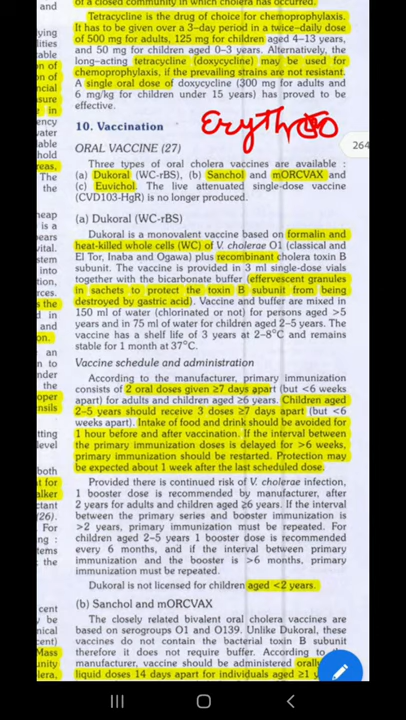 of a closed community in which cholera has occurred.
Tetracycline is the drug of choice for chemoprophylaxis.
It has to be given over a 3-day period in a twice-daily dose
of 500 mg for adults, 125 mg for children aged 4–13 years,
and 50 mg for children aged 0–3 years. Alternatively, the
long-acting tetracycline (doxycycline) may be used for
chemoprophylaxis, if the prevailing strains are not resistant.
A single oral dose of doxycycline (300 mg for adults and
6 mg/kg for children under 15 years) has proved to be
effective.
10. Vaccination
ORAL VACCINE (27)
264
Three types of oral cholera vaccines are available :
(a) Dukoral (WC-rBS), (b) Sanchol and mORCVAX and
(c) Euvichol. The live attenuated single-dose vaccine
(CVD103-HgR) is no longer produced.
(a) Dukoral (WC-rBS)
Dukoral is a monovalent vaccine based on formalin and
heat-killed whole cells (WC) of V. cholerae O1 (classical and
El Tor, Inaba and Ogawa) plus recombinant cholera toxin B
subunit. The vaccine is provided in 3 ml single-dose vials
together with the bicarbonate buffer (effervescent granules
in sachets to protect the toxin B subunit from being
destroyed by gastric acid). Vaccine and buffer are mixed in
150 ml of water (chlorinated or not) for persons aged >5
years and in 75 ml of water for children aged 2–5 years. The
vaccine has a shelf life of 3 years at 2–8°C and remains
stable for 1 month at 37°C.
Vaccine schedule and administration
According to the manufacturer, primary immunization
consists of 2 oral doses given ≥7 days apart (but <6 weeks
apart) for adults and children aged ≥6 years. Children aged
2–5 years should receive 3 doses ≥7 days apart (but <6
weeks apart). Intake of food and drink should be avoided for
1 hour before and after vaccination. If the interval between
the primary immunization doses is delayed for >6 weeks,
primary immunization should be restarted. Protection may
be expected about 1 week after the last scheduled dose.
Provided there is continued risk of V. cholerae infection,
1 booster dose is recommended by manufacturer, after
2 years for adults and children aged ≥6 years. If the interval
between the primary series and booster immunization is
>2 years, primary immunization must be repeated. For
children aged 2–5 years 1 booster dose is recommended
every 6 months, and if the interval between primary
immunization and the booster is >6 months, primary
immunization must be repeated.
Dukoral is not licensed for children aged <2 years.
(b) Sanchol and mORCVAX
The closely related bivalent oral cholera vaccines are
based on serogroups O1 and O139. Unlike Dukoral, these
vaccines do not contain the bacterial toxin B subunit and
therefore it does not require buffer. According to
manufacturer, vaccine should be administered orally
liquid doses 14 days apart for individuals aged ≥1